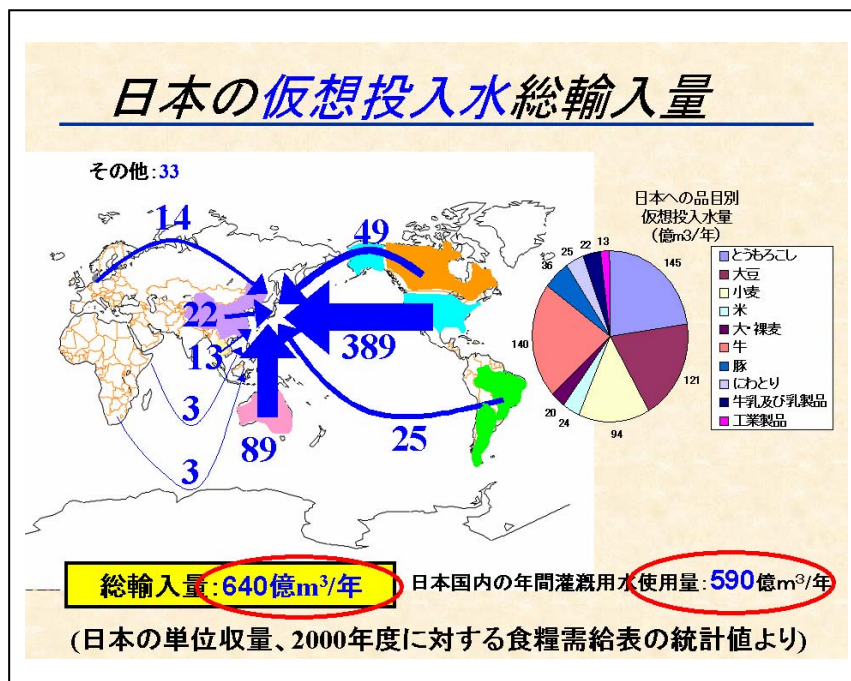 日本の仮想投入水総輸入量
その他:33
14
49
22
13
389
3
3
89
25
日本への品目別
仮想投入水量
(億m3/年)
13
22
25
36
145
140
121
20
24
94
とうもろこし
大豆
小麦
米
大・裸麦
牛
豚
にわとり
牛乳及び乳製品
工業製品
総輸入量:640億m³/年
日本国内の年間灌漑用水使用量:590億m³/年
(日本の単位収量、2000年度に対する食糧需給表の統計値より)